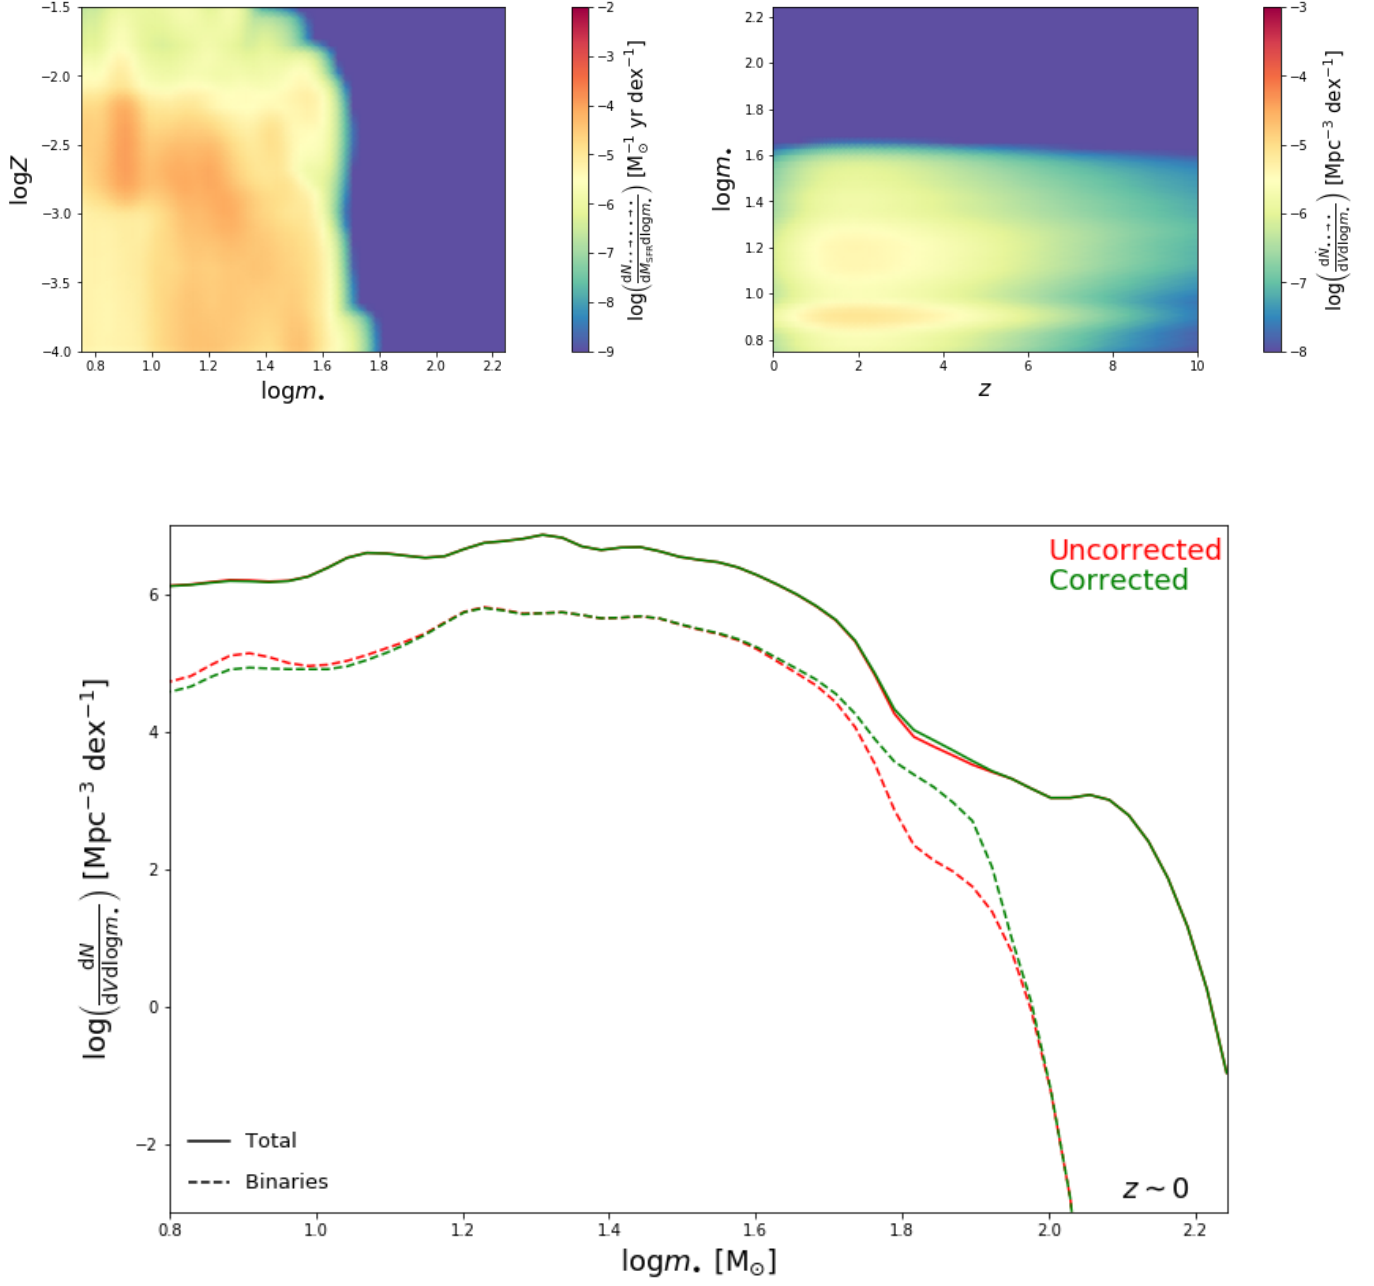 −1.5
−2.0
−2.5
−3.0
−3.5
−4.0
logZ
0.8 1.0 1.2 1.4 1.6 1.8 2.0 2.2
logm•
−2
−3
−4
−5
−6
−7
−8
−9
log(dN••→••→•/dM_SFR dlogm•) [M⊙^−1 yr dex^−1]
2.2
2.0
1.8
1.6
1.4
1.2
1.0
0.8
logm•
0 2 4 6 8 10
z
−3
−4
−5
−6
−7
−8
[Mpc^−3 dex^−1]
Uncorrected
Corrected
6
4
2
0
−2
log(dN/dVdlogm•) [Mpc^−3 dex^−1]
Total
Binaries
z ~ 0
0.8 1.0 1.2 1.4 1.6 1.8 2.0 2.2
logm• [M⊙]